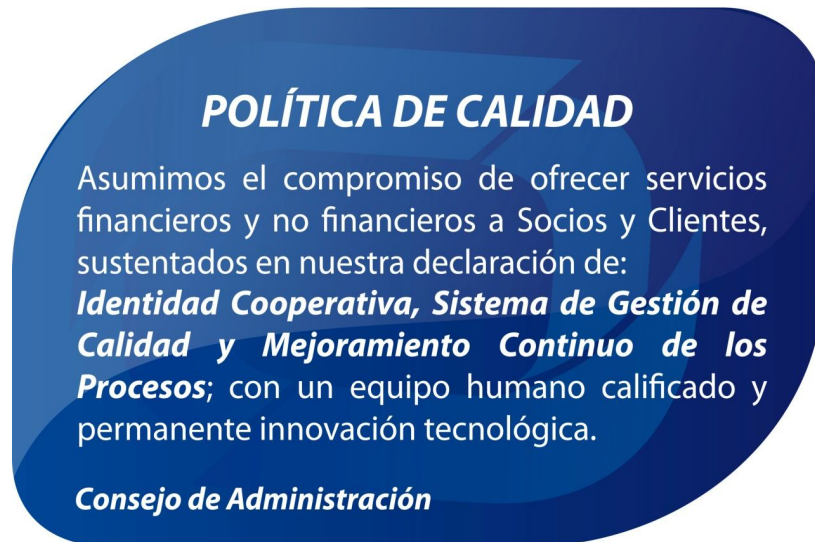 POLÍTICA DE CALIDAD
Asumimos el compromiso de ofrecer servicios
financieros y no financieros a Socios y Clientes,
sustentados en nuestra declaración de:
Identidad Cooperativa, Sistema de Gestión de
Calidad y Mejoramiento Continuo de los
Procesos; con un equipo humano calificado y
permanente innovación tecnológica.
Consejo de Administración